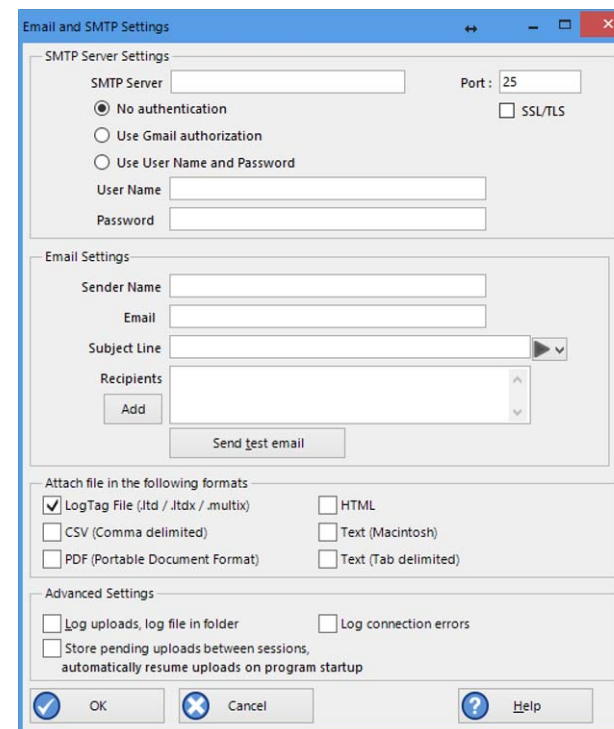 Email and SMTP Settings
SMTP Server Settings
SMTP Server Port : 25
No authentication SSL/TLS
Use Gmail authorization
Use User Name and Password
User Name
Password
Email Settings
Sender Name
Email
Subject Line
Recipients
Add
Send test email
Attach file in the following formats
LogTag File (.ltd / .ltdx / .multix) HTML
CSV (Comma delimited) Text (Macintosh)
PDF (Portable Document Format) Text (Tab delimited)
Advanced Settings
Log uploads, log file in folder Log connection errors
Store pending uploads between sessions,
automatically resume uploads on program startup
OK Cancel ? Help